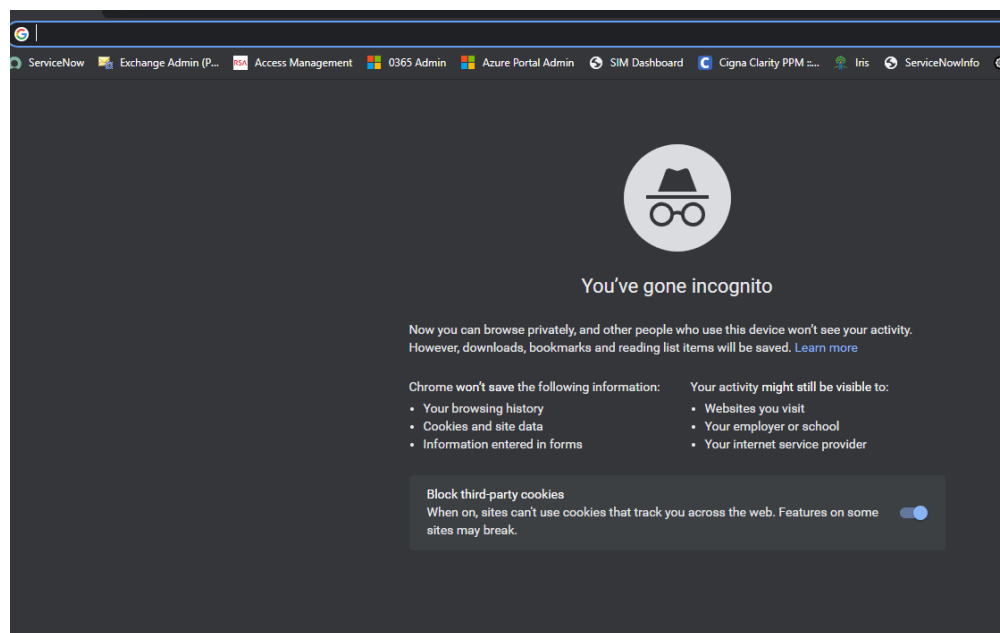 ServiceNow Exchange Admin (P... RSA Access Management 0365 Admin Azure Portal Admin SIM Dashboard C Cigna Clarity PPM ::... Iris ServiceNowInfo
You've gone incognito
Now you can browse privately, and other people who use this device won't see your activity.
However, downloads, bookmarks and reading list items will be saved. Learn more
Chrome won't save the following information:
• Your browsing history
• Cookies and site data
• Information entered in forms
Your activity might still be visible to:
• Websites you visit
• Your employer or school
• Your internet service provider
Block third-party cookies
When on, sites can't use cookies that track you across the web. Features on some
sites may break.